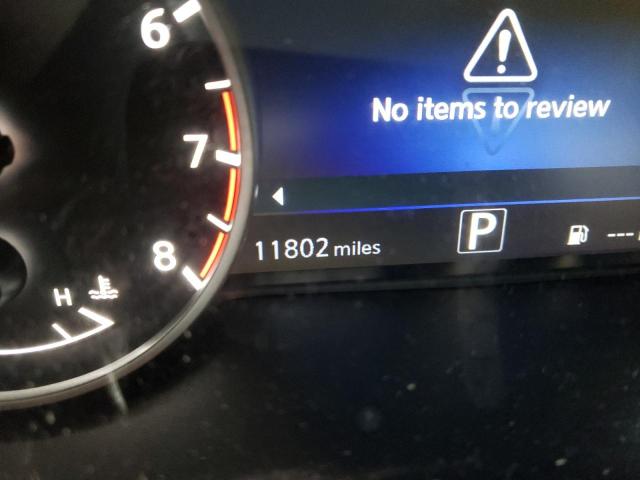 6
No items to review
7
11802 miles
P
---
8
H